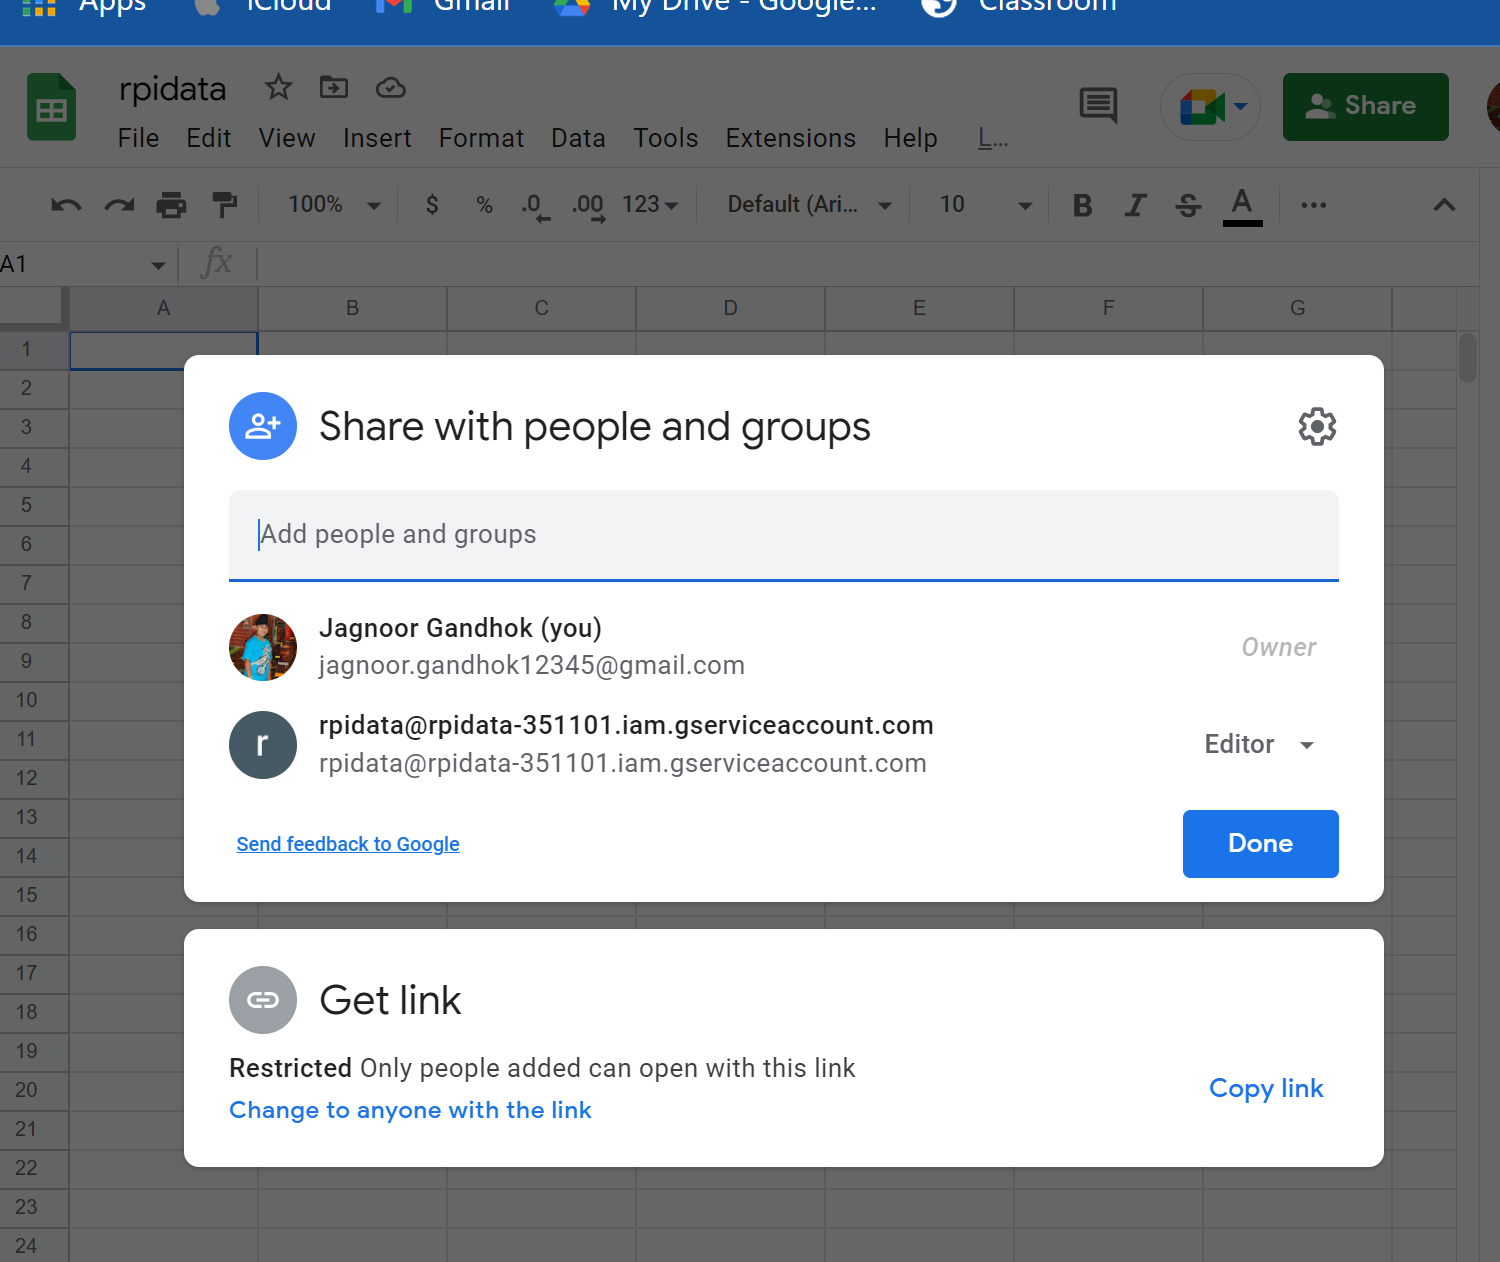 Apps iCloud Gmail My Drive - Google... Classroom
rpidata
Share
File Edit View Insert Format Data Tools Extensions Help L...
100% $ % .0 .00 123 Default (Ari... 10 B I S A ...
A1 fx
A B C D E F G
1
2
Share with people and groups
3
4
5
Add people and groups
6
7
8
Jagnoor Gandhok (you)
jagnoor.gandhok12345@gmail.com
Owner
9
10
rpidata@rpidata-351101.iam.gserviceaccount.com
11
r
rpidata@rpidata-351101.iam.gserviceaccount.com
Editor
12
13
Send feedback to Google
Done
14
15
16
17
Get link
18
19
Restricted Only people added can open with this link
20
Change to anyone with the link
Copy link
21
22
23
24